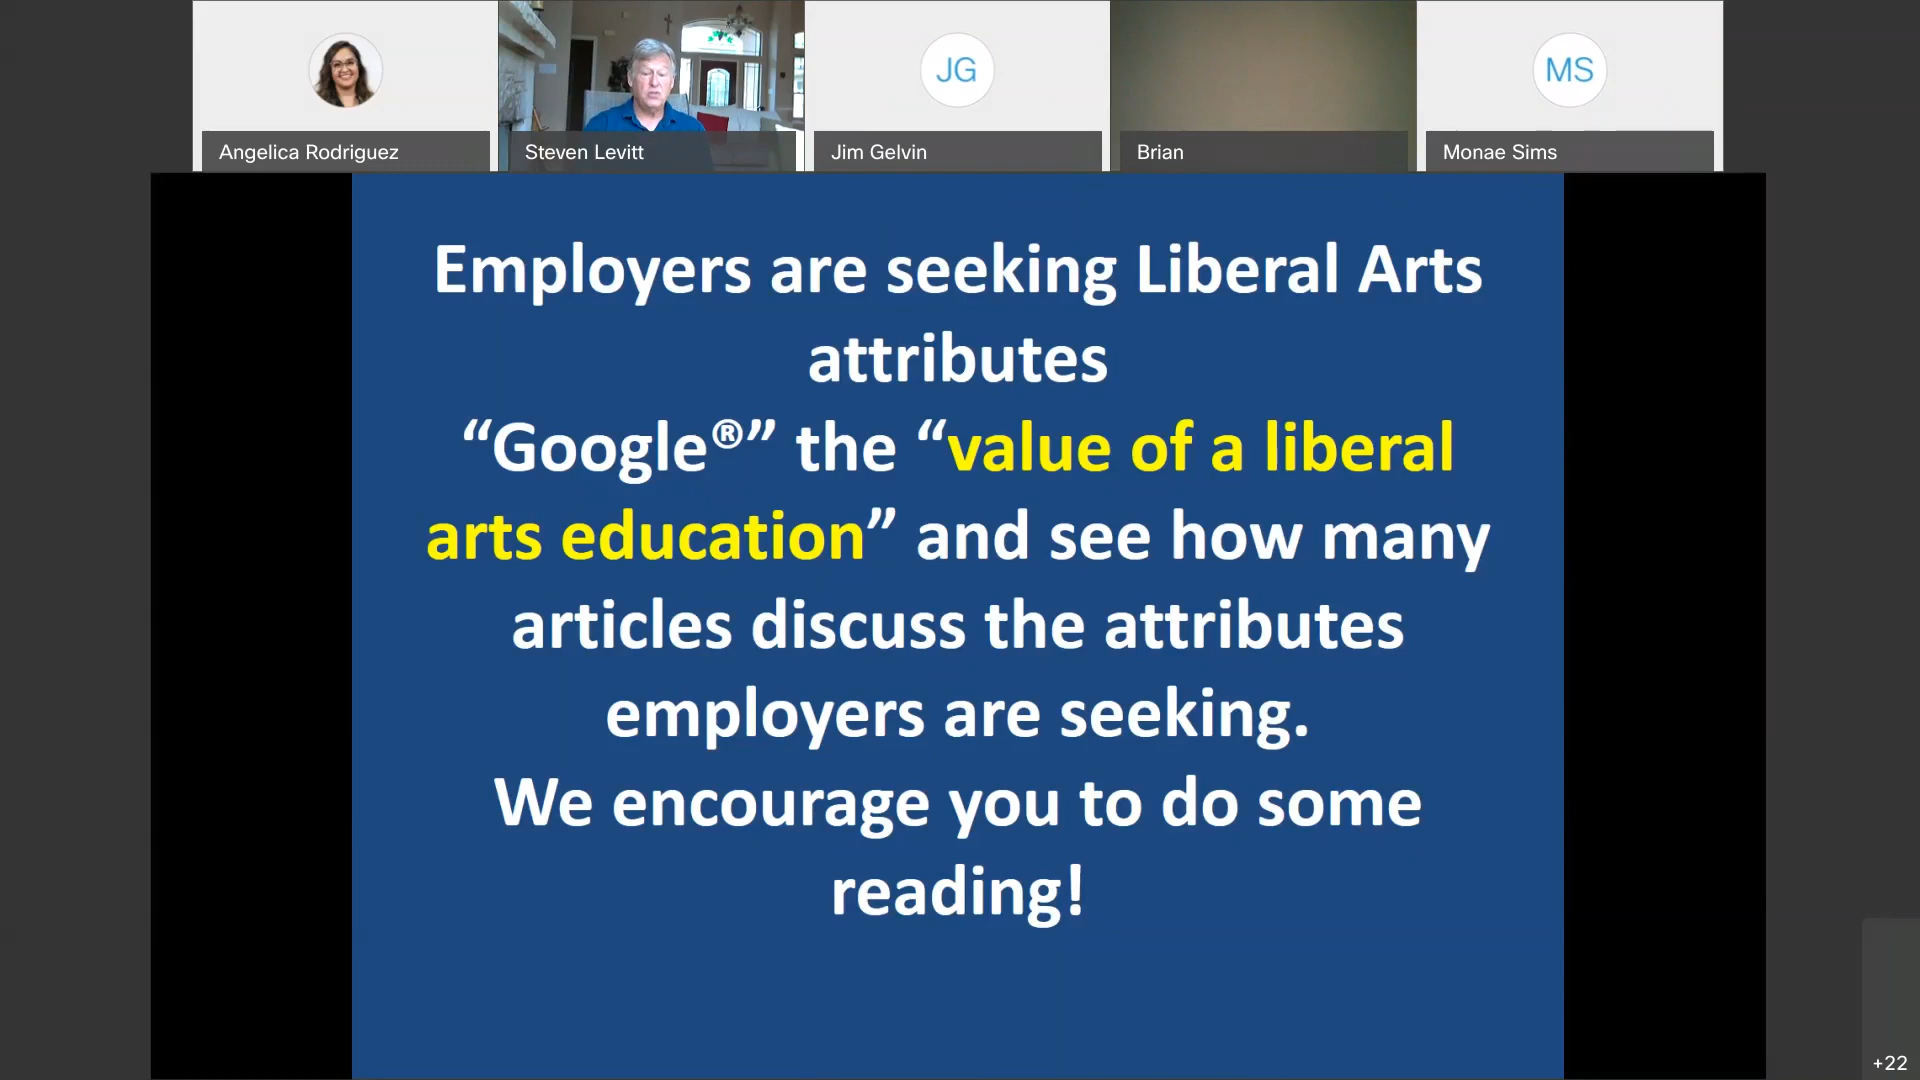 JG
MS
Angelica Rodriguez
Steven Levitt
Jim Gelvin
Brian
Monae Sims
Employers are seeking Liberal Arts
attributes
“Google®” the “value of a liberal
arts education” and see how many
articles discuss the attributes
employers are seeking.
We encourage you to do some
reading!
+22